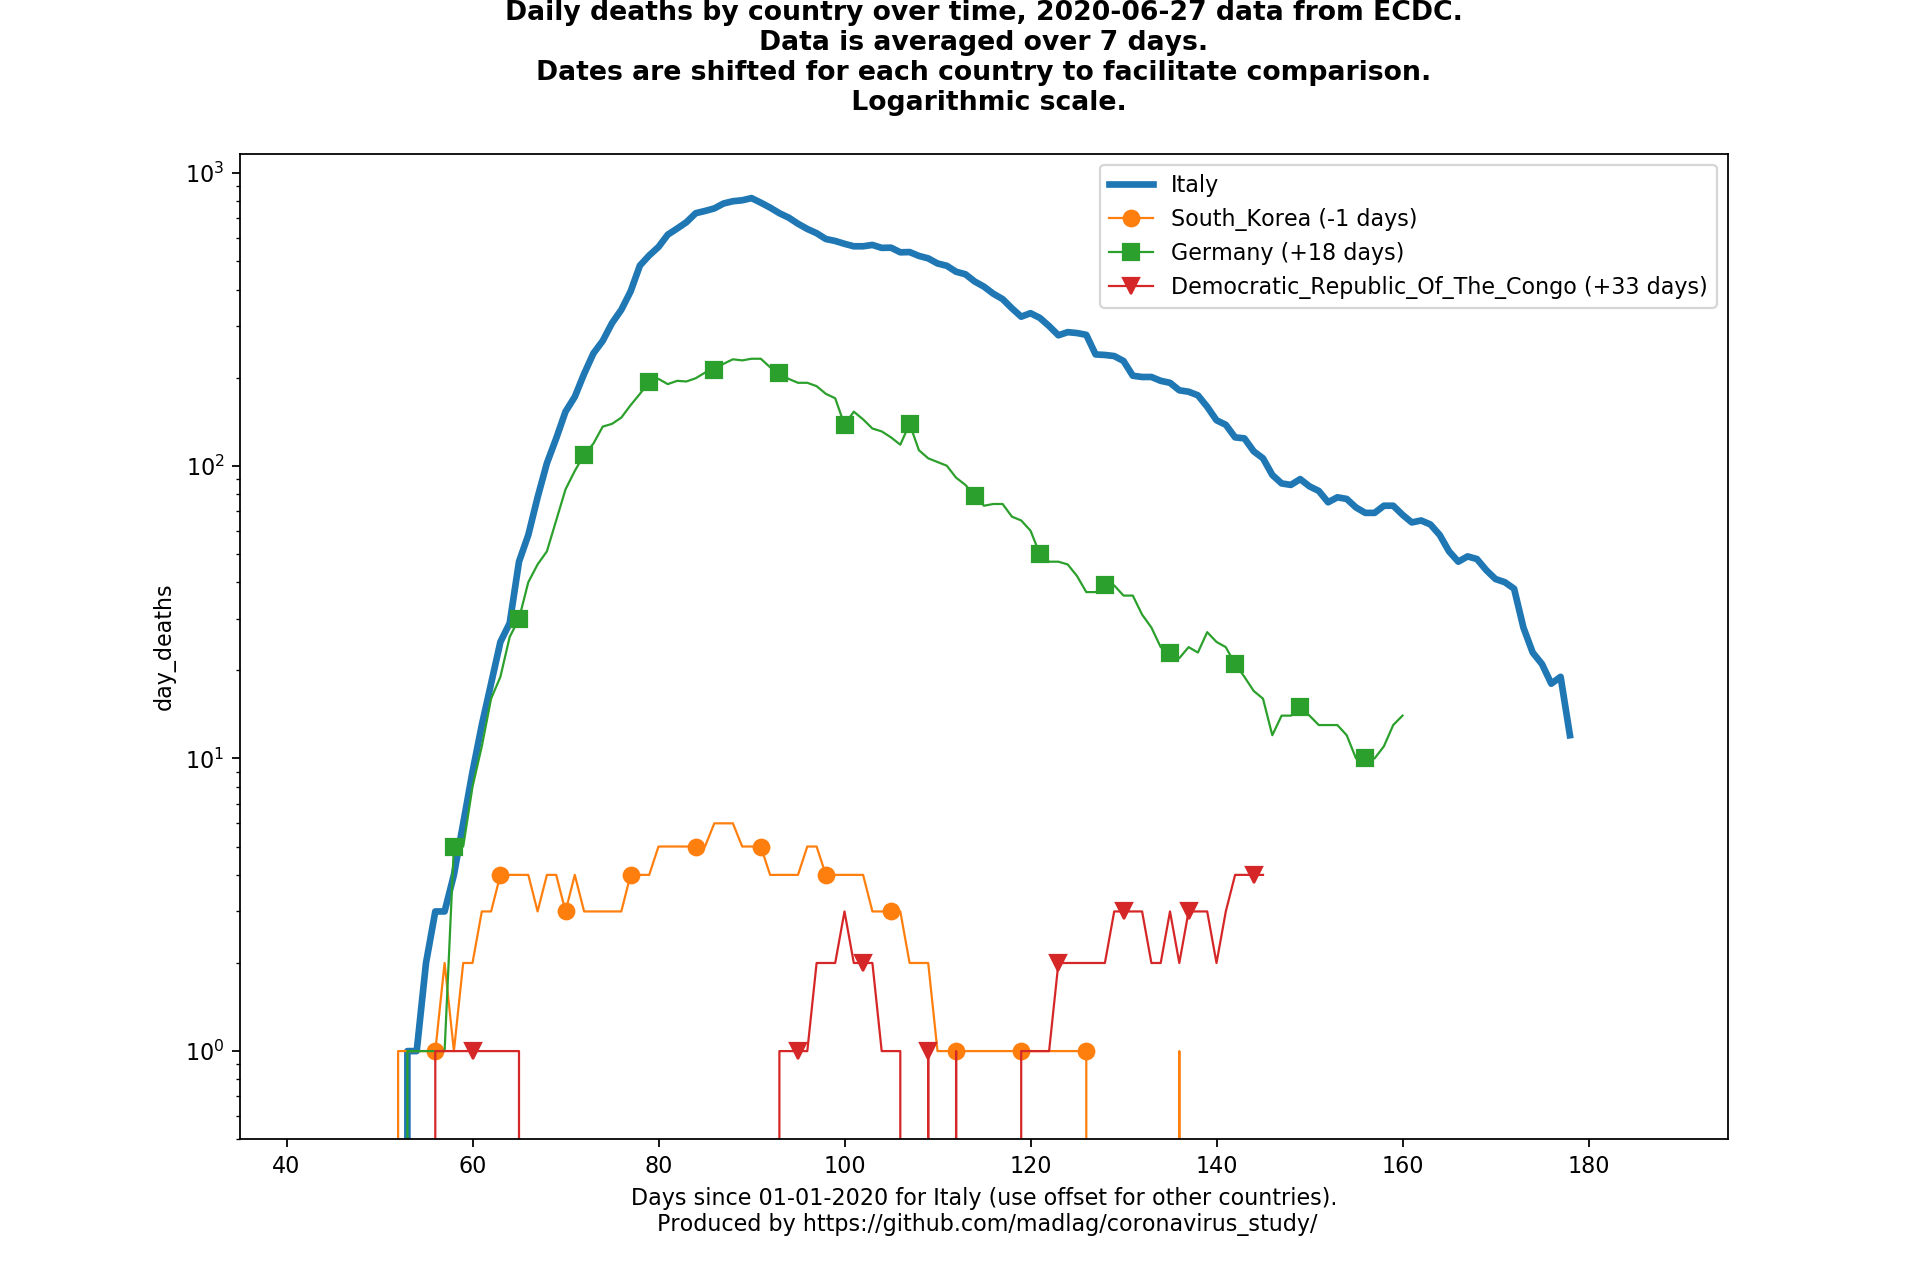 Daily deaths by country over time, 2020-06-27 data from ECDC.
Data is averaged over 7 days.
Dates are shifted for each country to facilitate comparison.
Logarithmic scale.
10³
10²
10¹
10⁰
day_deaths
Italy
South_Korea (-1 days)
Germany (+18 days)
Democratic_Republic_Of_The_Congo (+33 days)
40 60 80 100 120 140 160 180
Days since 01-01-2020 for Italy (use offset for other countries).
Produced by https://github.com/madlag/coronavirus_study/